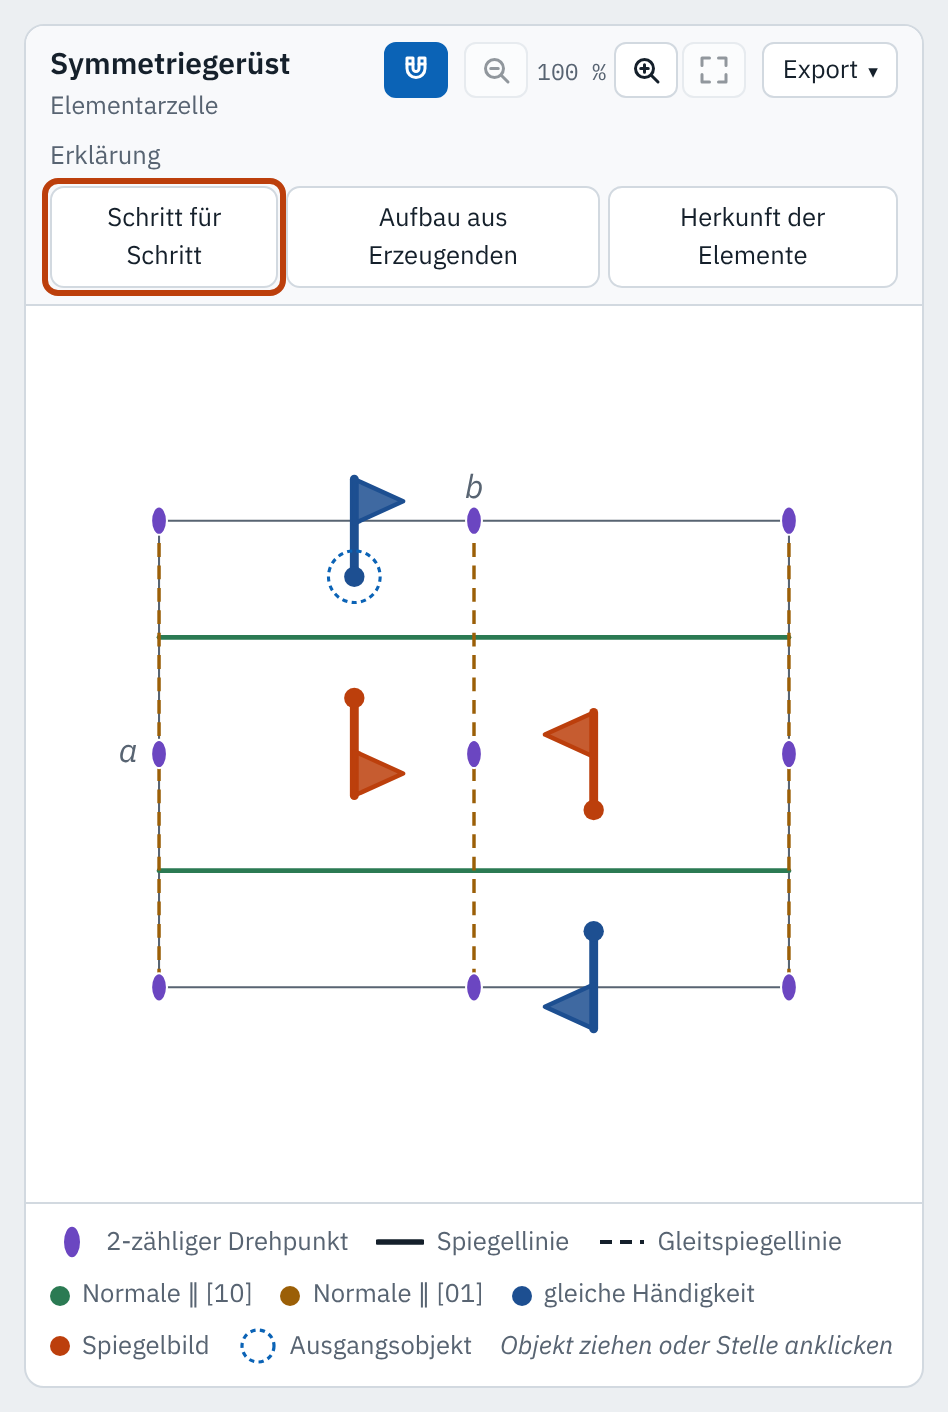 Symmetriegerüst
100 %
Export ▾
Elementarzelle
Erklärung
Schritt für
Schritt
Aufbau aus
Erzeugenden
Herkunft der
Elemente
b
a
2-zähliger Drehpunkt
Spiegellinie
Gleitspiegellinie
Normale ∥ [10]
Normale ∥ [01]
gleiche Händigkeit
Spiegelbild
Ausgangsobjekt
Objekt ziehen oder Stelle anklicken